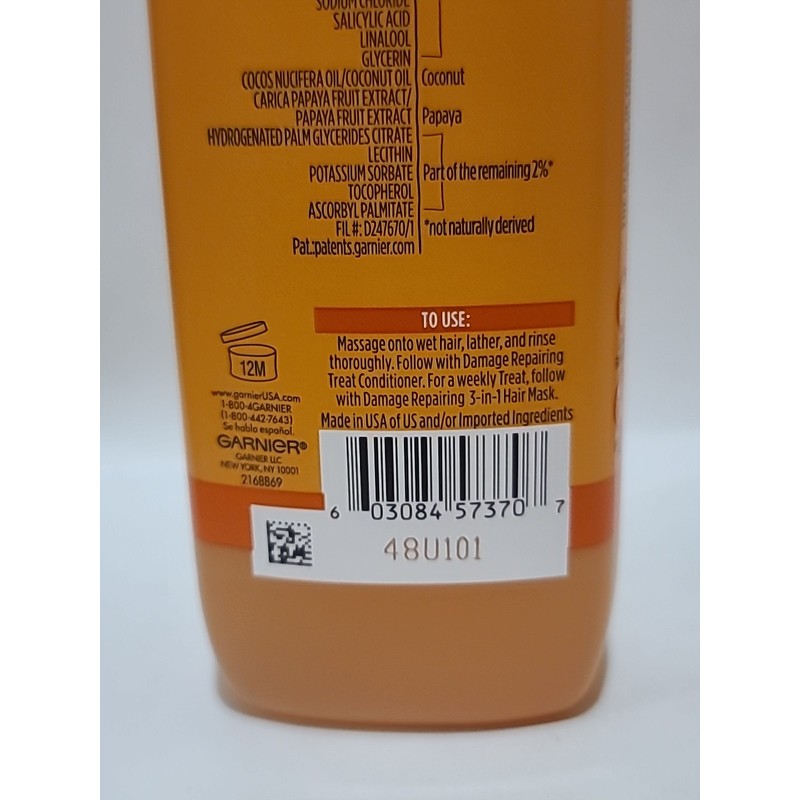 SODIUM CHLORIDE
SALICYLIC ACID
LINALOOL
GLYCERIN
COCOS NUCIFERA OIL/COCONUT OIL Coconut
CARICA PAPAYA FRUIT EXTRACT/
PAPAYA FRUIT EXTRACT Papaya
HYDROGENATED PALM GLYCERIDES CITRATE
LECITHIN
POTASSIUM SORBATE Part of the remaining 2%*
TOCOPHEROL
ASCORBYL PALMITATE
FIL #: D247670/1 *not naturally derived
Pat.:patents.garnier.com
TO USE:
Massage onto wet hair, lather, and rinse
thoroughly. Follow with Damage Repairing
Treat Conditioner. For a weekly Treat, follow
with Damage Repairing 3-in-1 Hair Mask.
Made in USA of US and/or Imported Ingredients
12M
www.garnierUSA.com
1-800-4GARNIER
(1-800-442-7643)
Se habla español.
GARNIER®
GARNIER LLC
NEW YORK, NY 10001
2168869
6 03084 57370 7
48U101